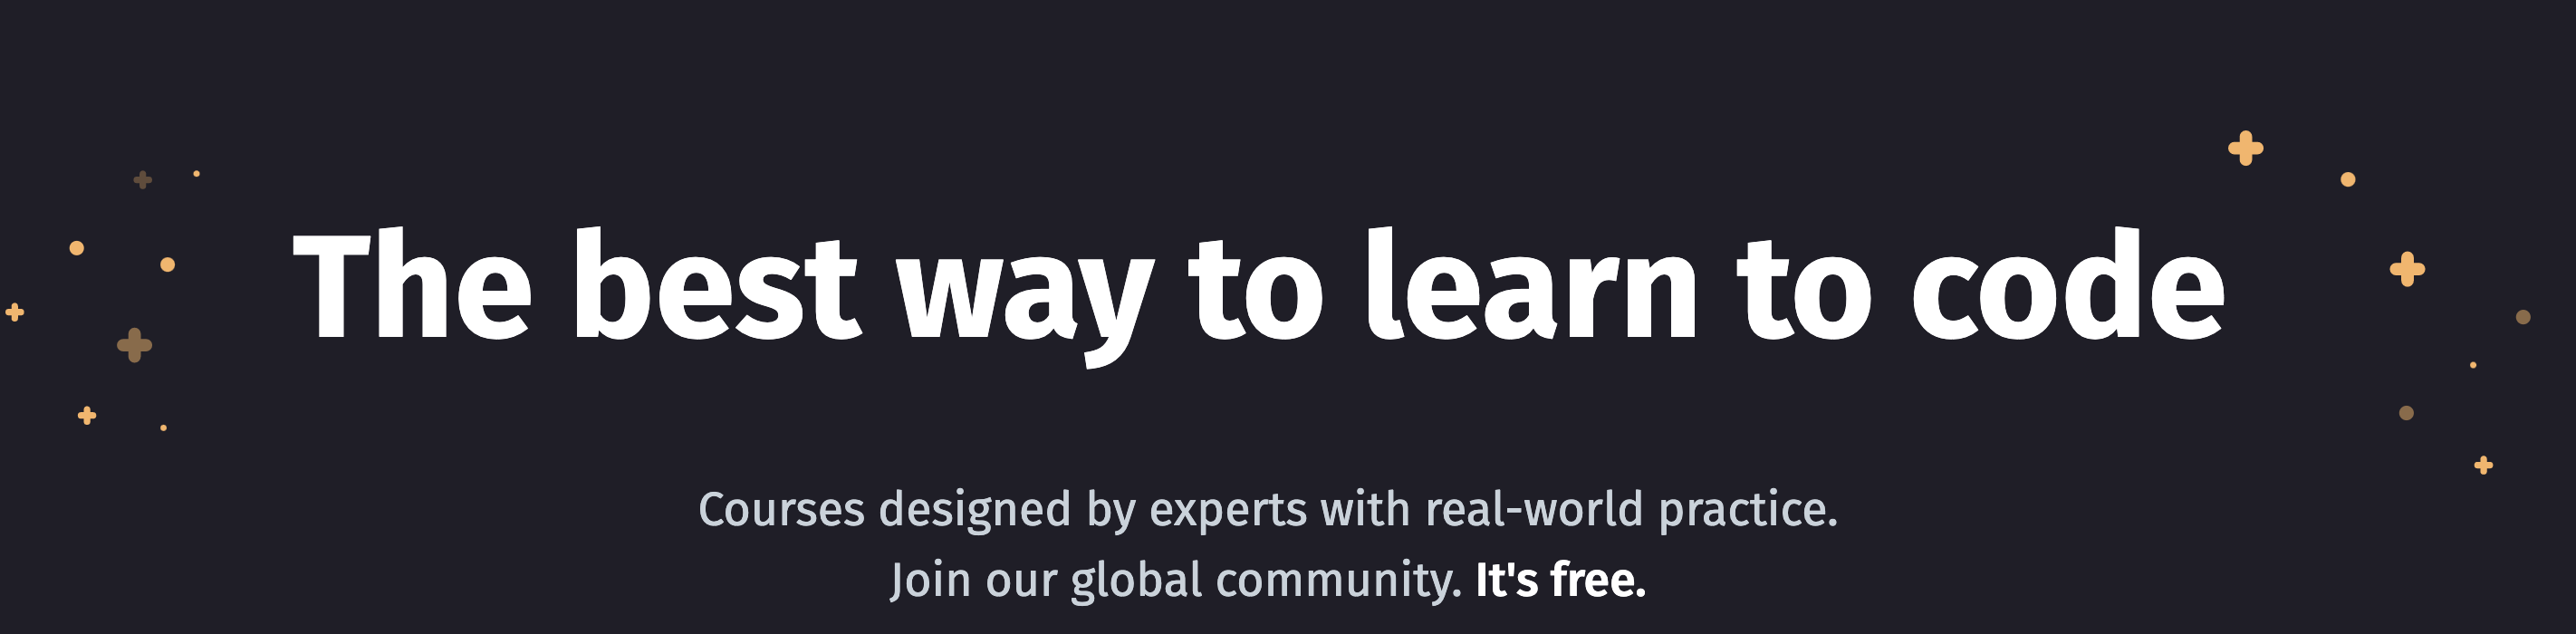 The best way to learn to code
Courses designed by experts with real-world practice.
Join our global community. It's free.